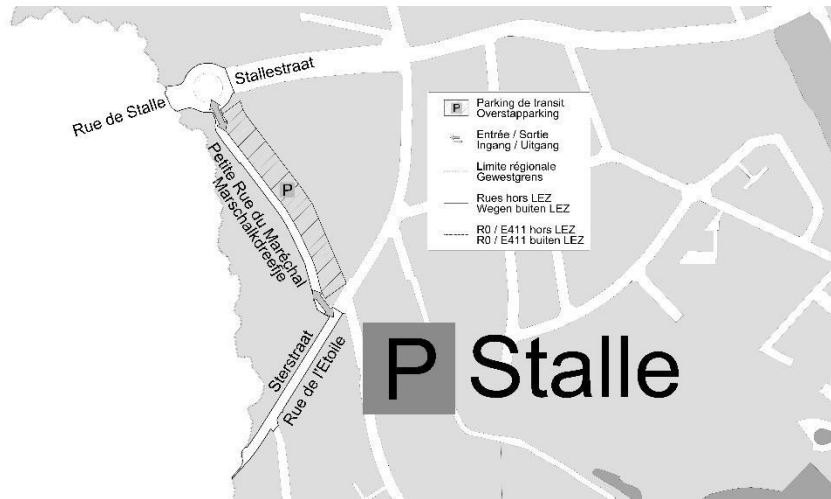 Stallestraat
Rue de Stalle
Petite Rue du Maréchal
Marschalkdreefje
P
Sterstraat
Rue de l'Etoile
P
Parking de transit
Overstapparking
Entrée / Sortie
Ingang / Uitgang
Limite régionale
Gewestgrens
Rues hors LEZ
Wegen buiten LEZ
R0 / E411 hors LEZ
R0 / E411 buiten LEZ
P Stalle